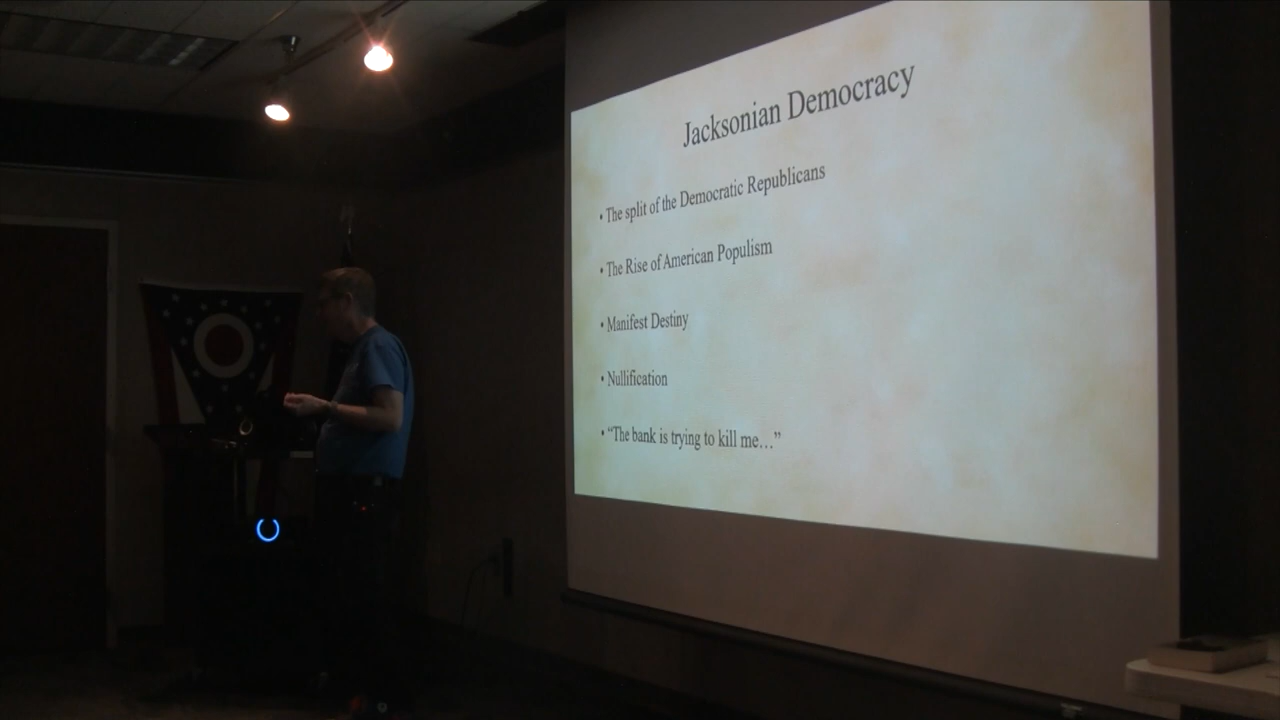 Jacksonian Democracy
• The split of the Democratic Republicans
• The Rise of American Populism
• Manifest Destiny
• Nullification
• “The bank is trying to kill me…”